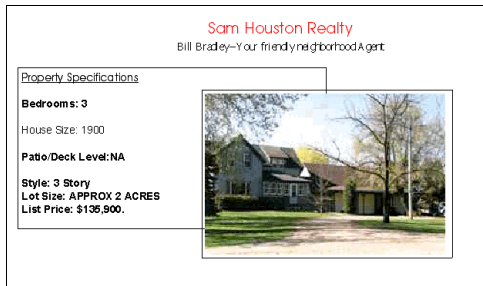 Sam Houston Realty
Bill Bradley–Your friendly neighborhood Agent
Property Specifications
Bedrooms: 3
House Size: 1900
Patio/Deck Level:NA
Style: 3 Story
Lot Size: APPROX 2 ACRES
List Price: $135,900.